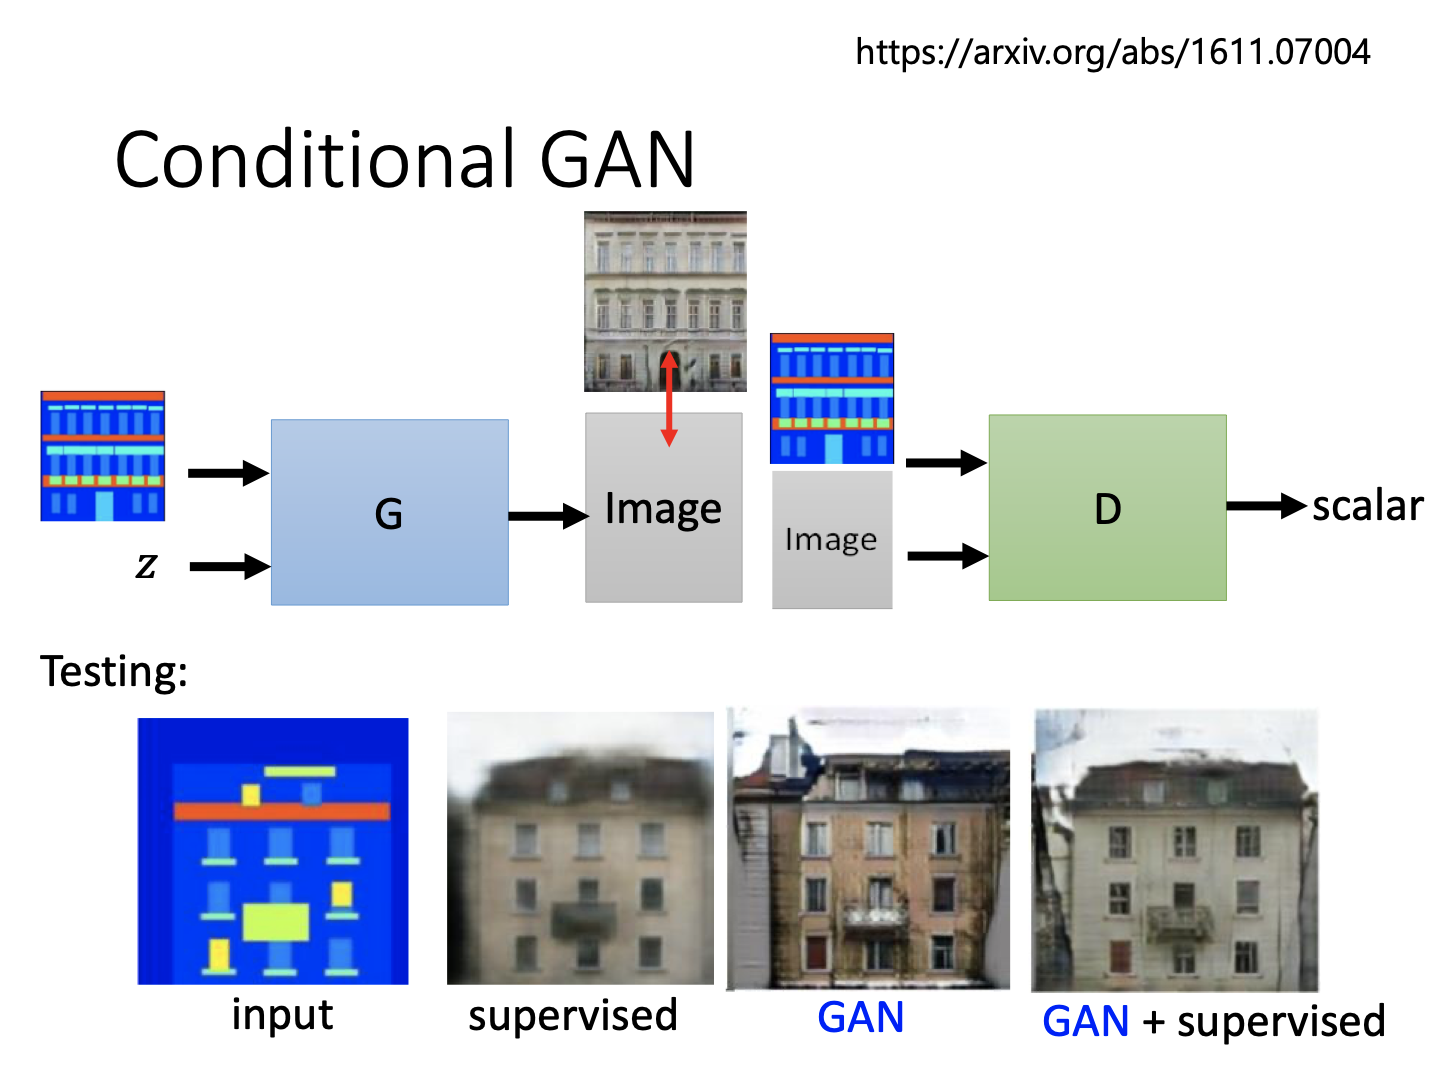 https://arxiv.org/abs/1611.07004
Conditional GAN
G
z
Image
Image
D
scalar
Testing:
input
supervised
GAN
GAN + supervised